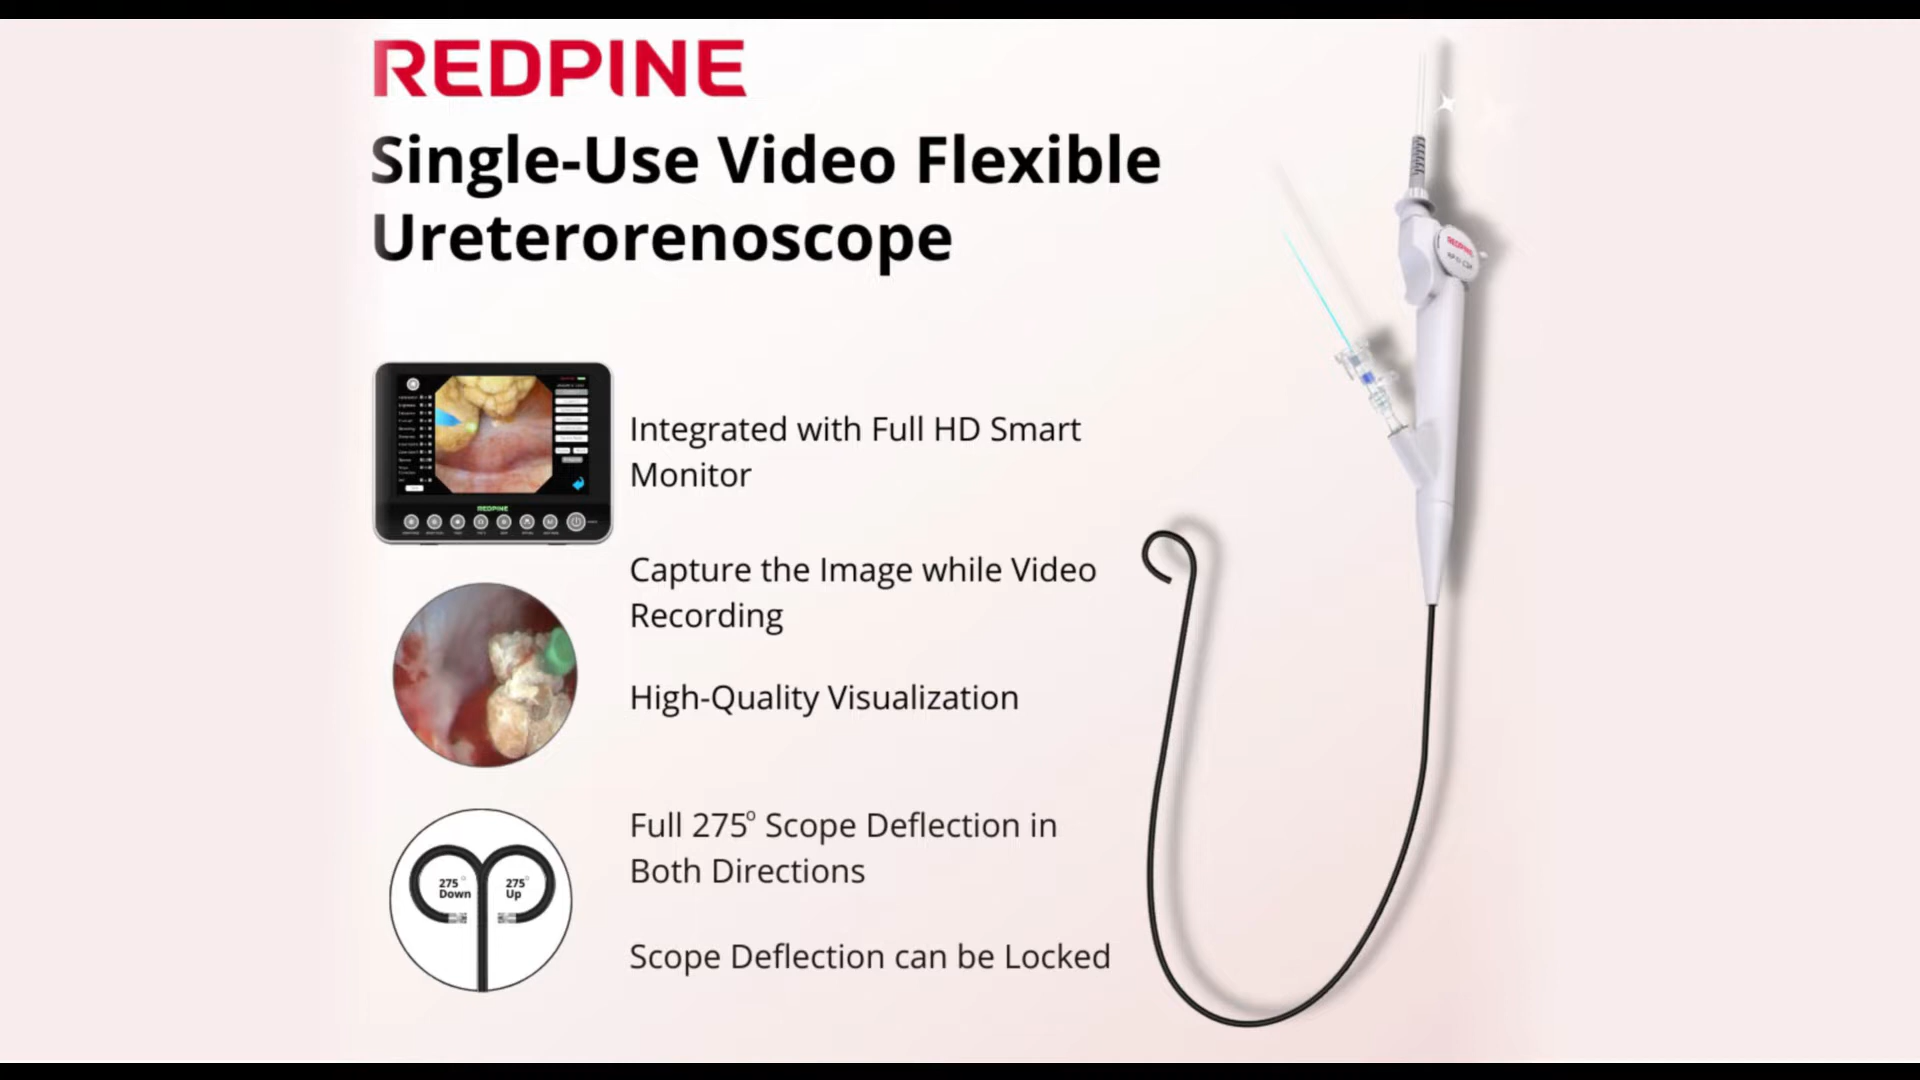 REDPINE
Single-Use Video Flexible
Ureterorenoscope
Integrated with Full HD Smart
Monitor
REDPINE
Capture the Image while Video
Recording
High-Quality Visualization
Full 275° Scope Deflection in
Both Directions
275° Down
275° Up
Scope Deflection can be Locked
REDPINE